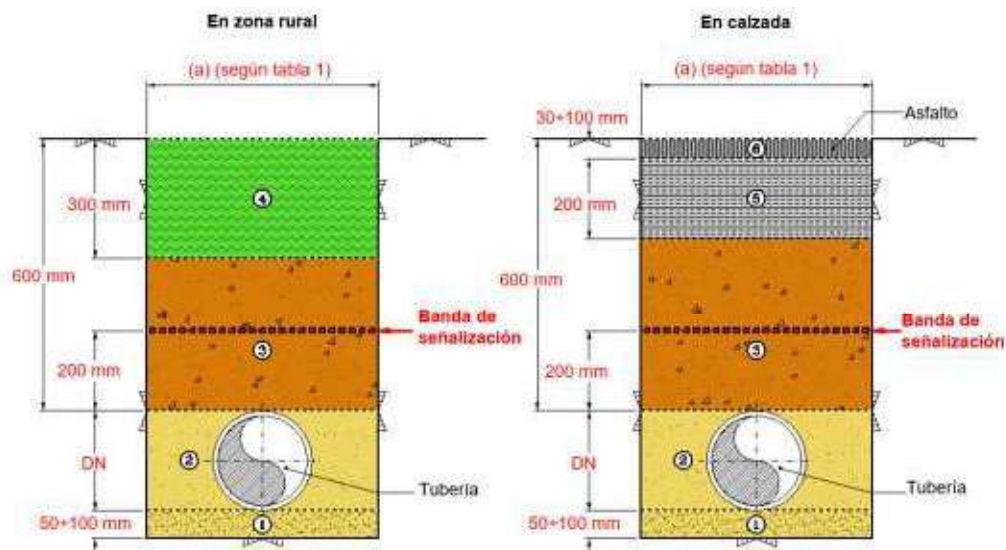 En zona rural
(a) (según tabla 1)
300 mm
600 mm
200 mm
DN
50÷100 mm
4
3
2
1
Banda de
señalización
Tubería
En calzada
(a) (según tabla 1)
30÷100 mm
Asfalto
200 mm
600 mm
200 mm
DN
50÷100 mm
6
5
3
2
1
Banda de
señalización
Tubería